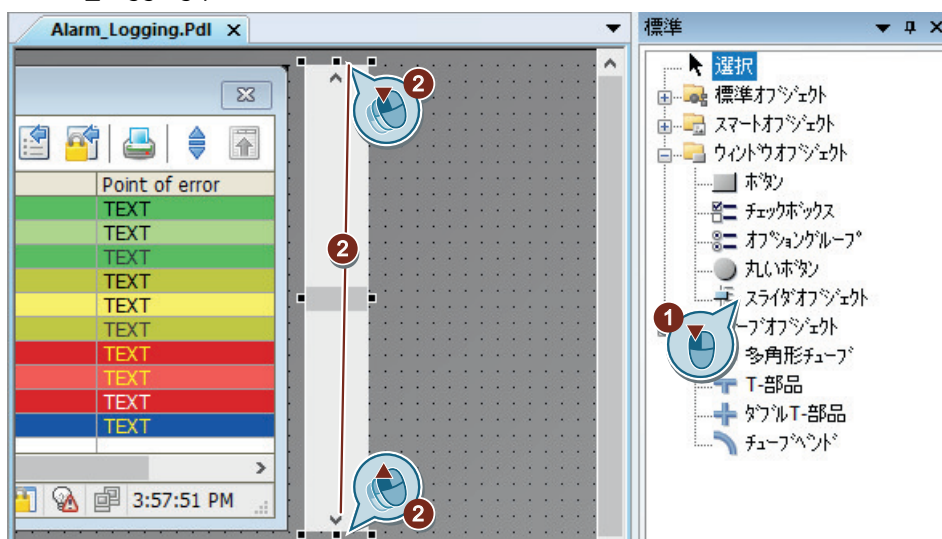 Alarm_Logging.Pdl
標準
選択
標準オブジェクト
スマートオブジェクト
ウィンドウオブジェクト
ボタン
チェックボックス
オプショングループ
丸いボタン
スライダオブジェクト
ーブオブジェクト
多角形チューブ
T-部品
ダブルT-部品
チューブベンド
Point of error
TEXT
TEXT
TEXT
TEXT
TEXT
TEXT
TEXT
TEXT
TEXT
TEXT
3:57:51 PM
2
2
2
1